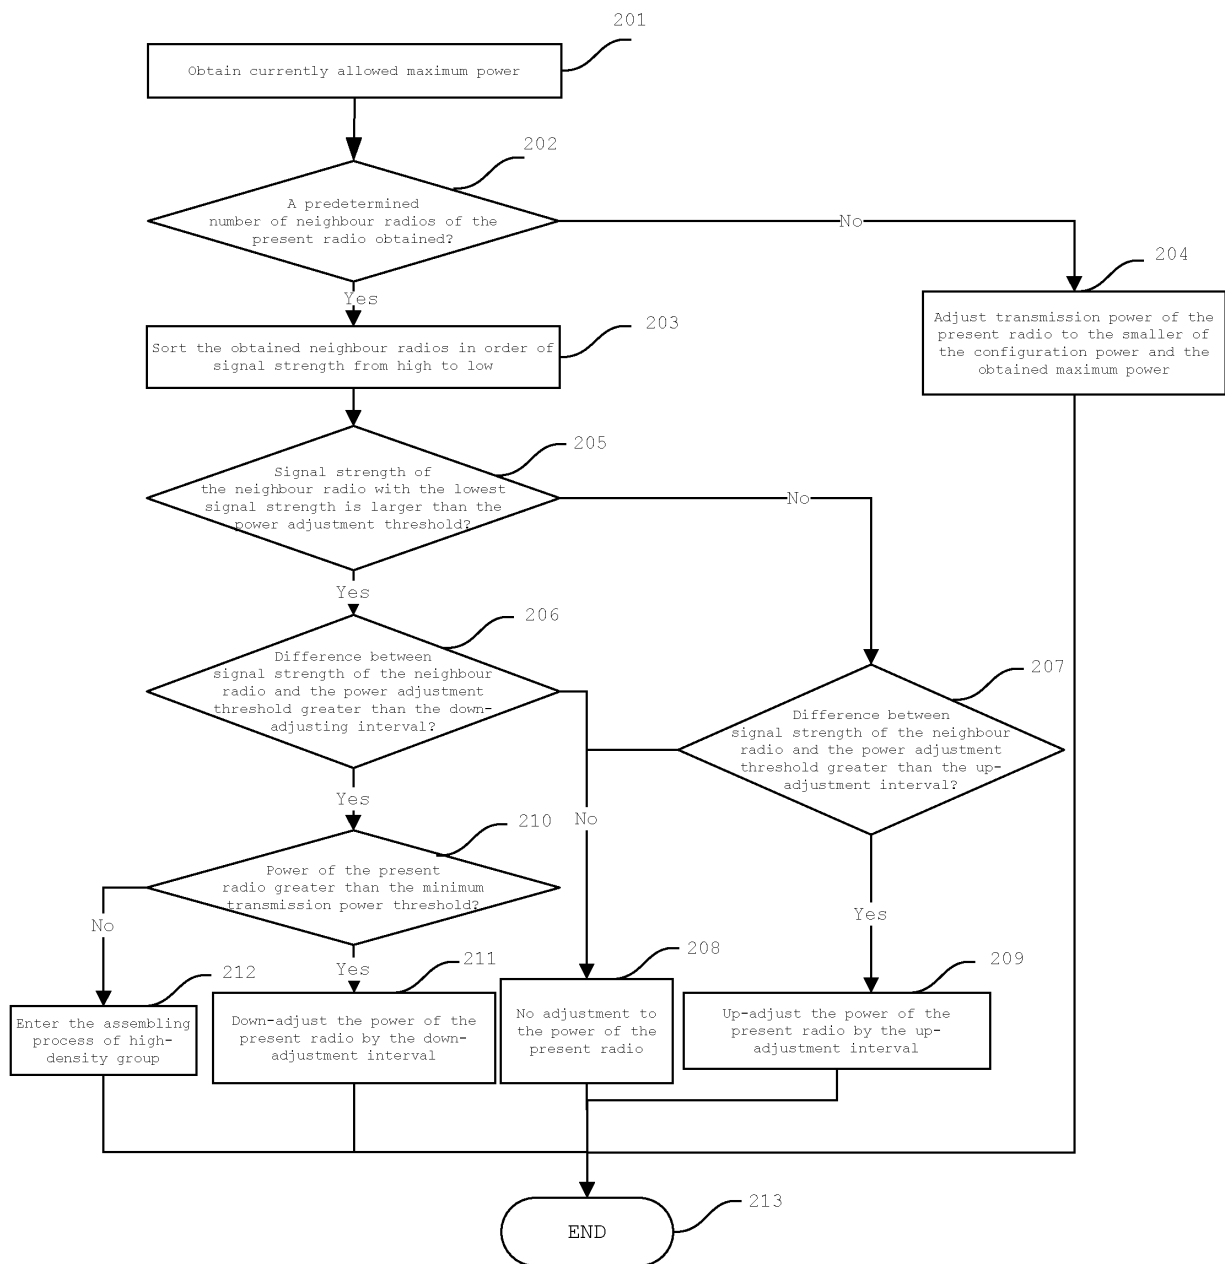 201
Obtain currently allowed maximum power
202
A predetermined
number of neighbour radios of the
present radio obtained?
No
Yes
204
Adjust transmission power of the
present radio to the smaller of
the configuration power and the
obtained maximum power
203
Sort the obtained neighbour radios in order of
signal strength from high to low
205
Signal strength of
the neighbour radio with the lowest
signal strength is larger than the
power adjustment threshold?
No
Yes
206
Difference between
signal strength of the neighbour
radio and the power adjustment
threshold greater than the down-
adjusting interval?
207
Difference between
signal strength of the neighbour
radio and the power adjustment
threshold greater than the up-
adjustment interval?
Yes
No
210
Power of the present
radio greater than the minimum
transmission power threshold?
No
Yes
Yes
212
Enter the assembling
process of high-
density group
211
Down-adjust the power of the
present radio by the down-
adjustment interval
208
No adjustment to
the power of the
present radio
209
Up-adjust the power of the
present radio by the up-
adjustment interval
213
END